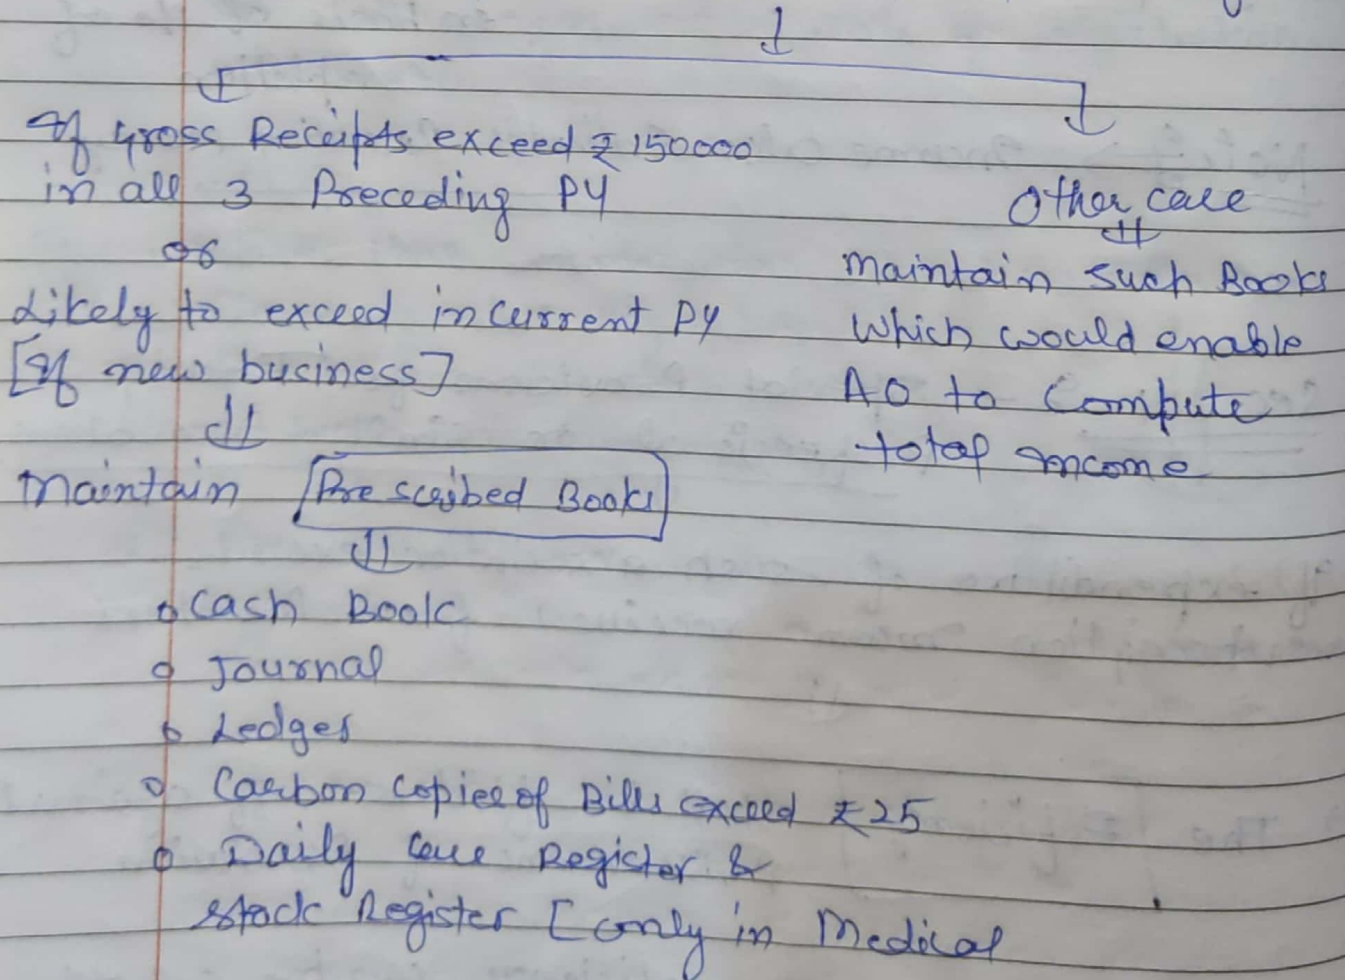 If Gross Receipts exceed ₹ 150000
in all 3 Preceding PY
or
Likely to exceed in current PY
[If new business]
Maintain Prescribed Books
o Cash Book
o Journal
o Ledger
o Carbon Copies of Bills exceed ₹25
o Daily Case Register &
Stock Register [only in Medical
Other case
Maintain such Books
which would enable
AO to Compute
total income